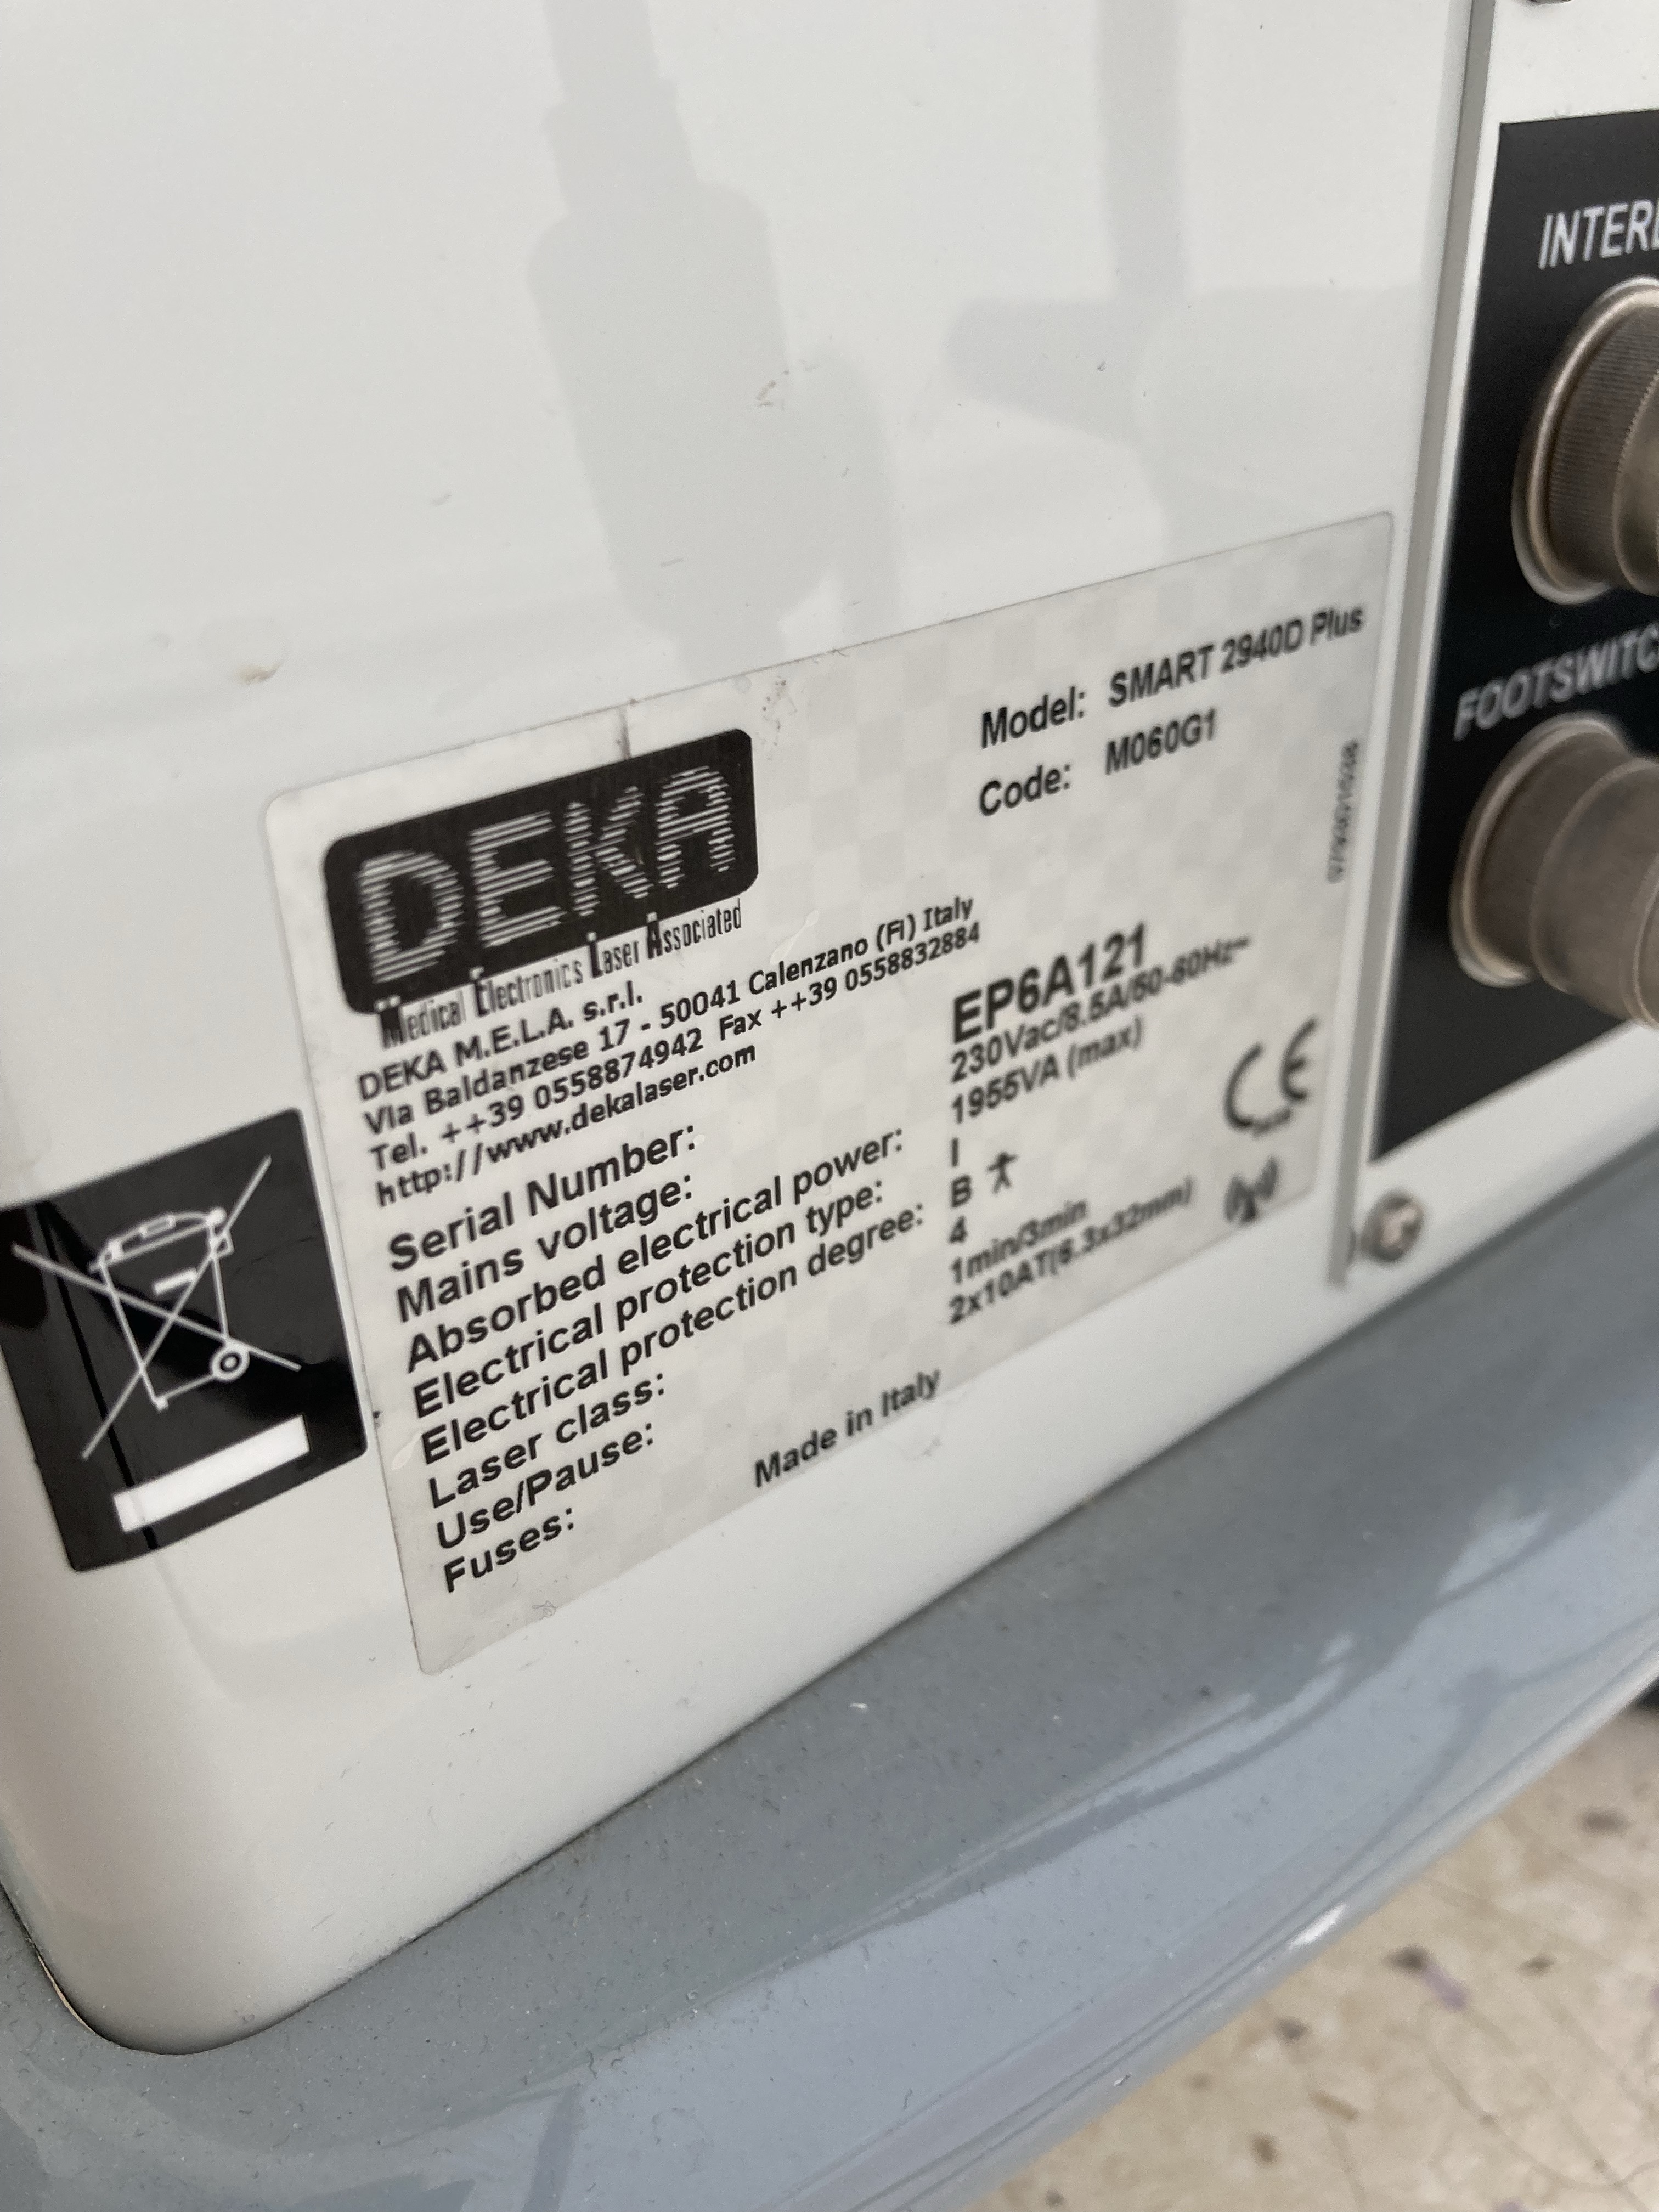 INTERL
FOOTSWITC
DEKA
Medical Electronics Laser Associated
Model: SMART 2940D Plus
Code: M060G1
DEKA M.E.L.A. s.r.l.
Via Baldanzese 17 - 50041 Calenzano (Fi) Italy
Tel. ++39 0558874942 Fax ++39 0558832884
http://www.dekalaser.com
Serial Number: EP6A121
Mains voltage: 230Vac/8.5A/50-60Hz~
Absorbed electrical power: 1955VA (max)
Electrical protection type: I
Electrical protection degree: B
Laser class: 4
Use/Pause: 1min/3min
Fuses: 2x10AT(6.3x32mm)
CE
Made in Italy